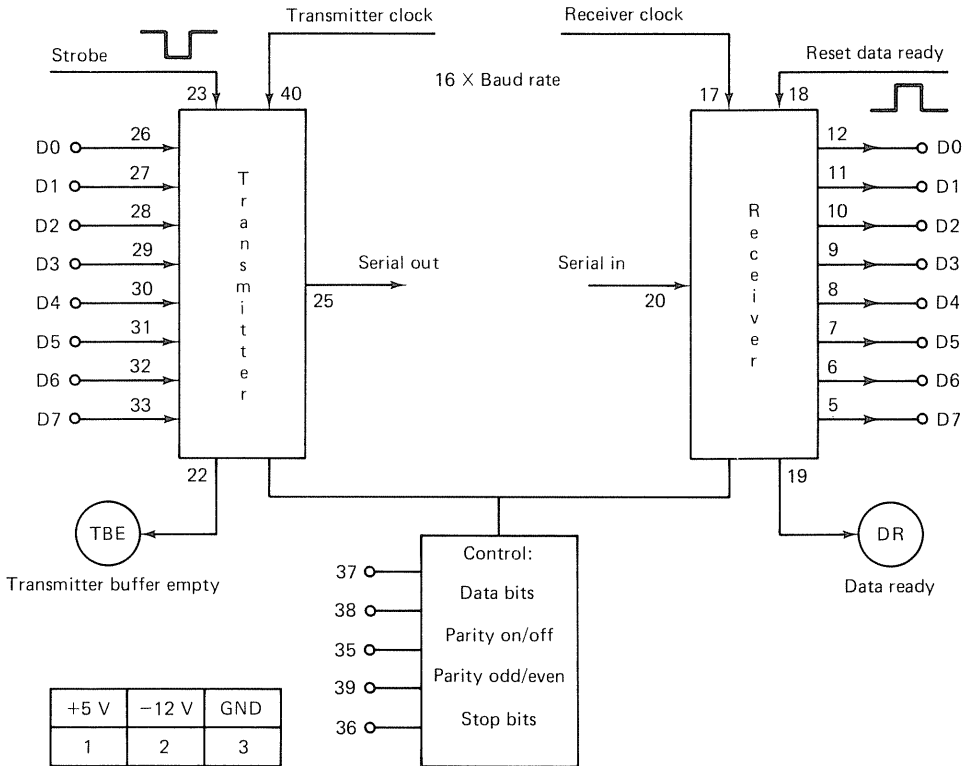 Transmitter clock
Receiver clock
Strobe
Reset data ready
16 × Baud rate
23
40
17
18
D0
26
D1
27
D2
28
D3
29
D4
30
D5
31
D6
32
D7
33
Transmitter
Serial out
25
Serial in
20
Receiver
12
D0
11
D1
10
D2
9
D3
8
D4
7
D5
6
D6
5
D7
22
19
TBE
Transmitter buffer empty
DR
Data ready
Control:
Data bits
Parity on/off
Parity odd/even
Stop bits
37
38
35
39
36
+5 V −12 V GND
1 2 3